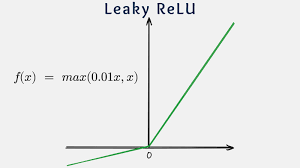 Leaky ReLU
f(x) = max(0.01x, x)
0